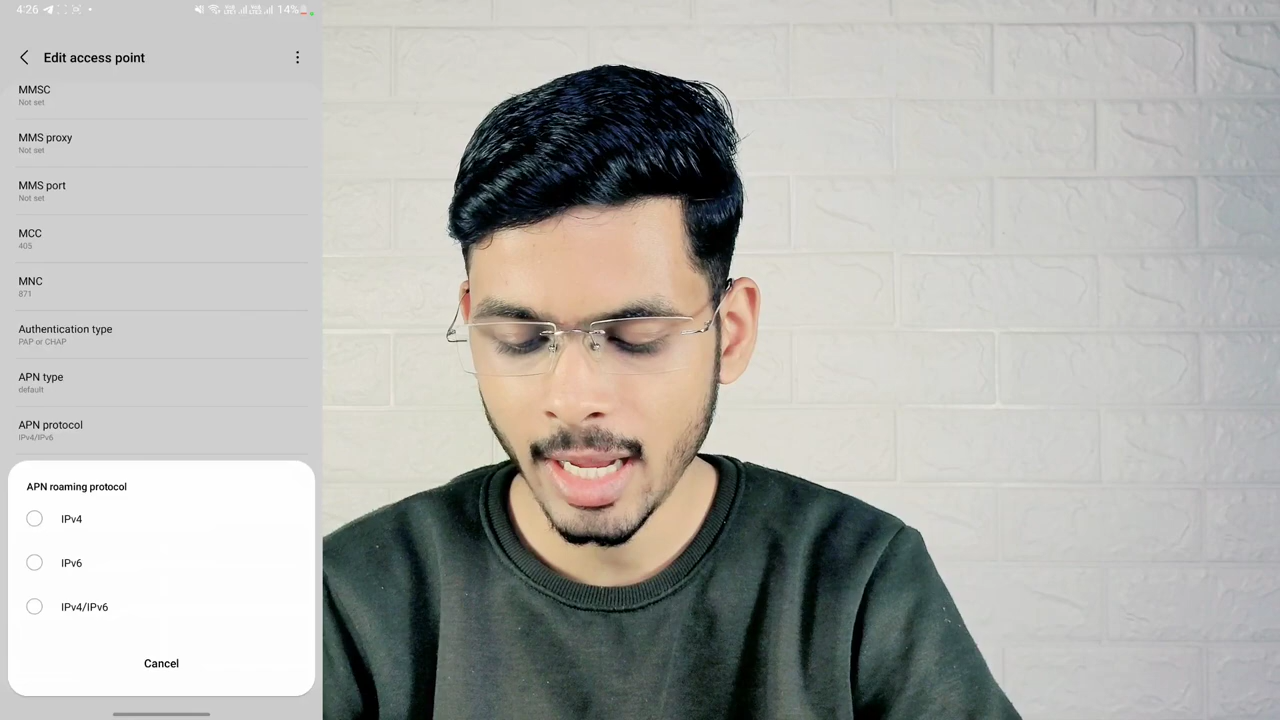 4:26
14%
Edit access point
MMSC
Not set
MMS proxy
Not set
MMS port
Not set
MCC
405
MNC
871
Authentication type
PAP or CHAP
APN type
default
APN protocol
IPv4/IPv6
APN roaming protocol
IPv4
IPv6
IPv4/IPv6
Cancel